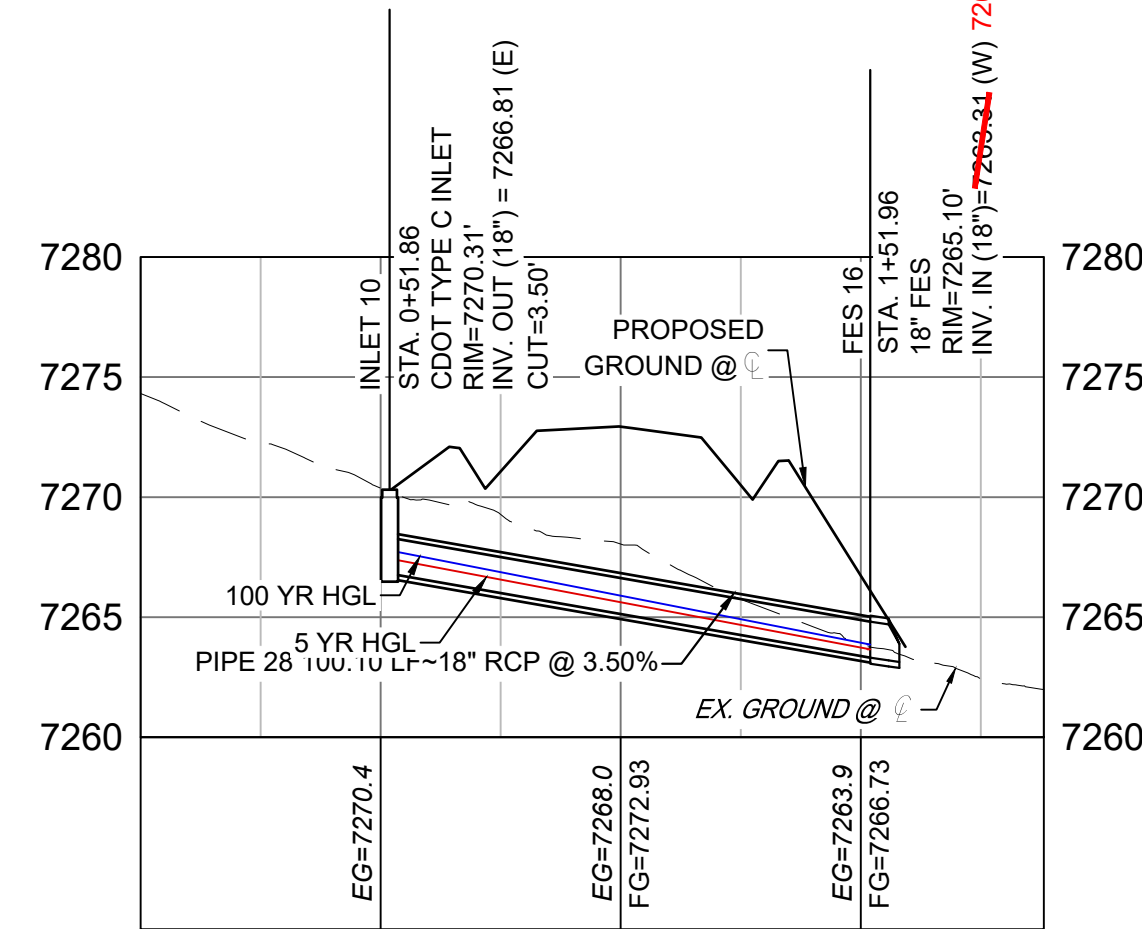 INLET 10
STA. 0+51.86
CDOT TYPE C INLET
RIM=7270.31'
INV. OUT (18") = 7266.81 (E)
CUT=3.50'
FES 16
STA. 1+51.96
18" FES
RIM=7265.10'
INV. IN (18")=7263.31 (W)
7280
7280
PROPOSED
GROUND @ ℄
7275
7275
7270
7270
7265
7265
100 YR HGL
5 YR HGL
PIPE 28 100.10 LF~18" RCP @ 3.50%
EX. GROUND @ ℄
7260
7260
EG=7270.4
EG=7268.0
FG=7272.93
EG=7263.9
FG=7266.73